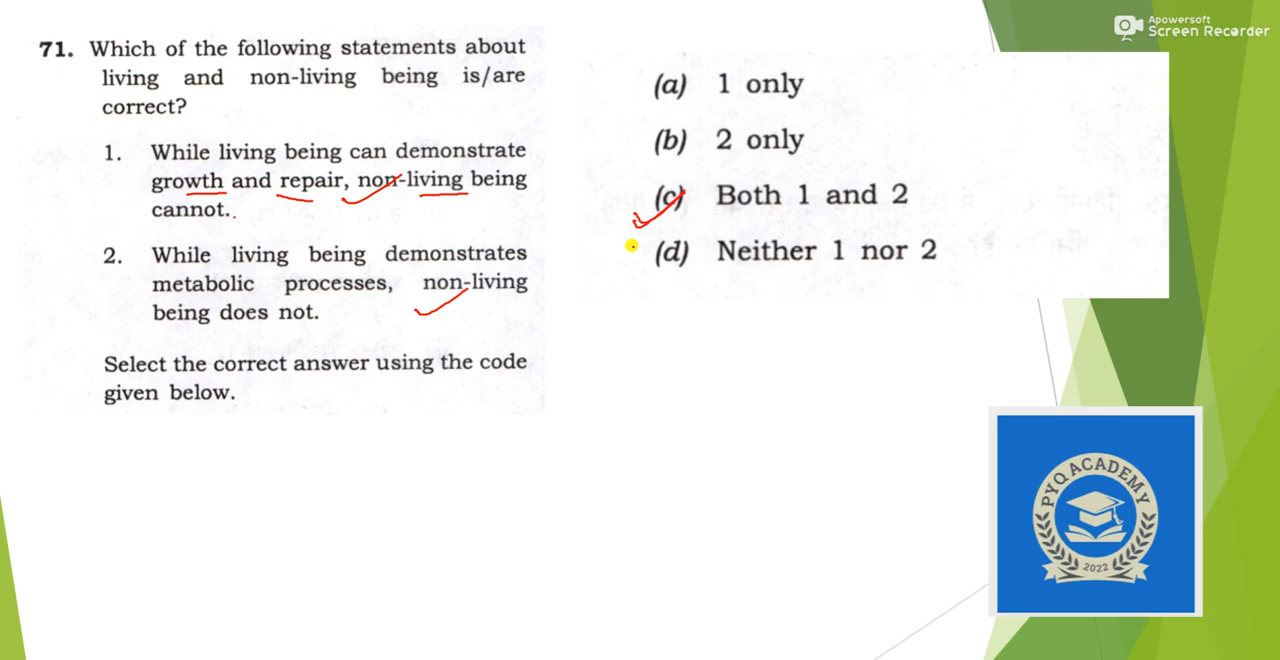 Apowersoft
Screen Recorder
71. Which of the following statements about
living and non-living being is/are
correct?
1. While living being can demonstrate
growth and repair, non-living being
cannot.
2. While living being demonstrates
metabolic processes, non-living
being does not.
Select the correct answer using the code
given below.
(a) 1 only
(b) 2 only
(c) Both 1 and 2
(d) Neither 1 nor 2
PYQ ACADEMY
2022